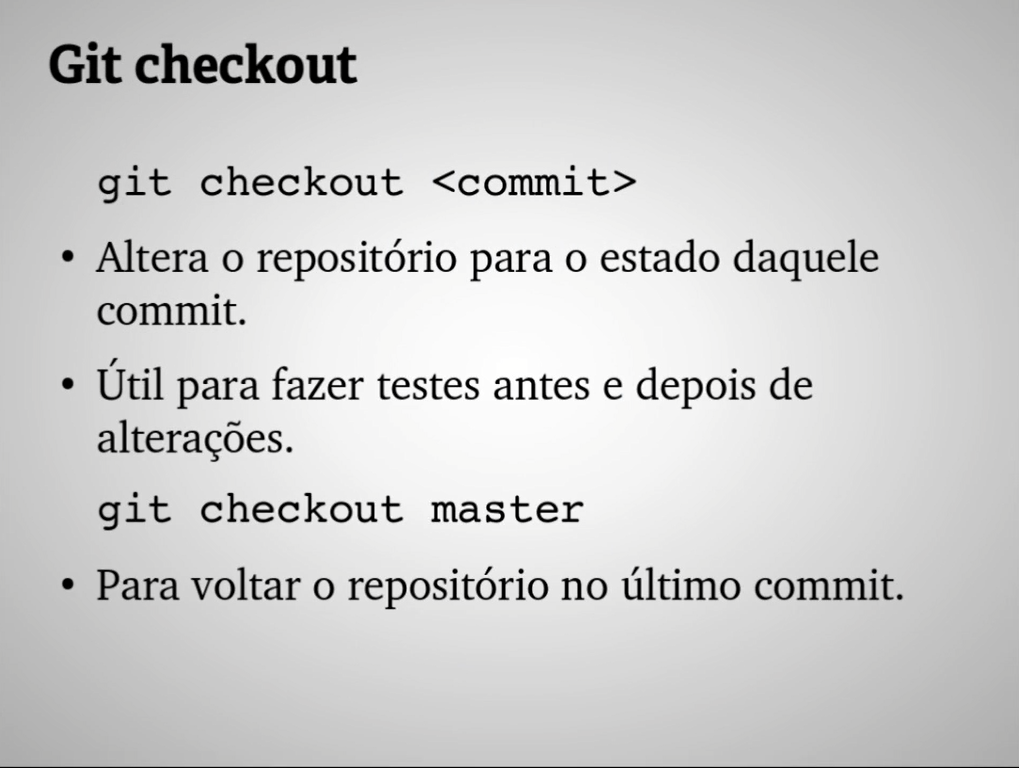 Git checkout
git checkout <commit>
• Altera o repositório para o estado daquele
commit.
• Útil para fazer testes antes e depois de
alterações.
git checkout master
• Para voltar o repositório no último commit.